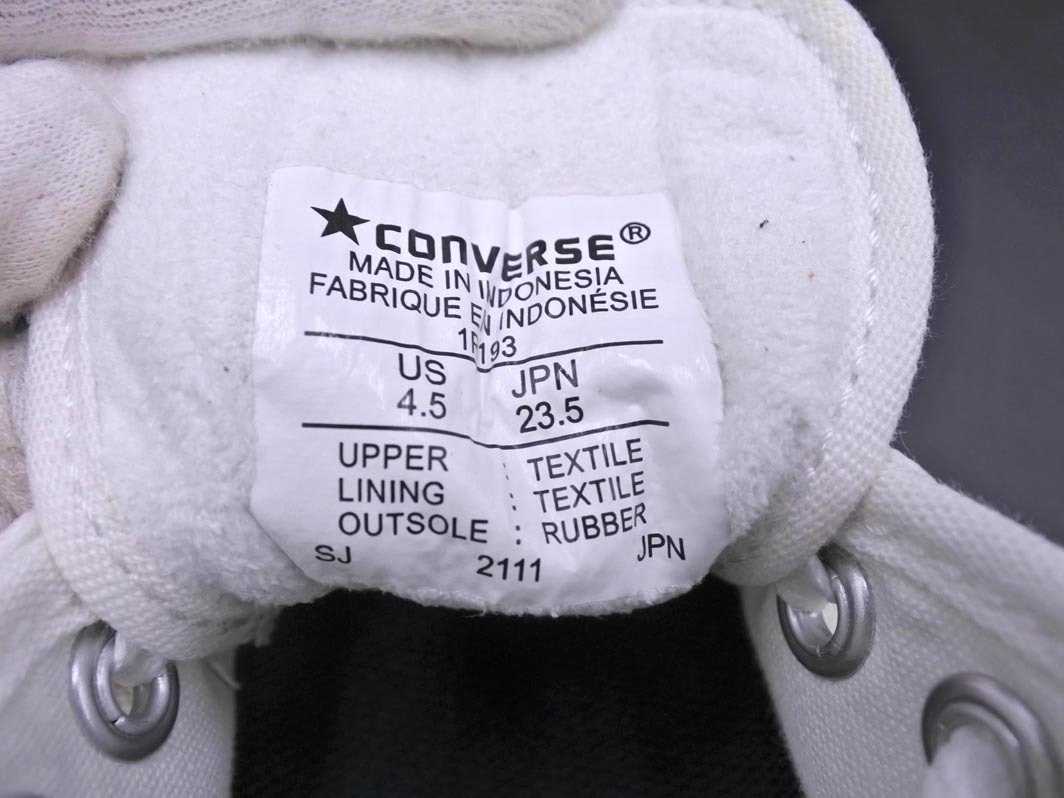 ★CONVERSE®
MADE IN INDONESIA
FABRIQUE EN INDONÉSIE
US JPN
4.5 23.5
UPPER : TEXTILE
LINING : TEXTILE
OUTSOLE : RUBBER
SJ 2111 JPN